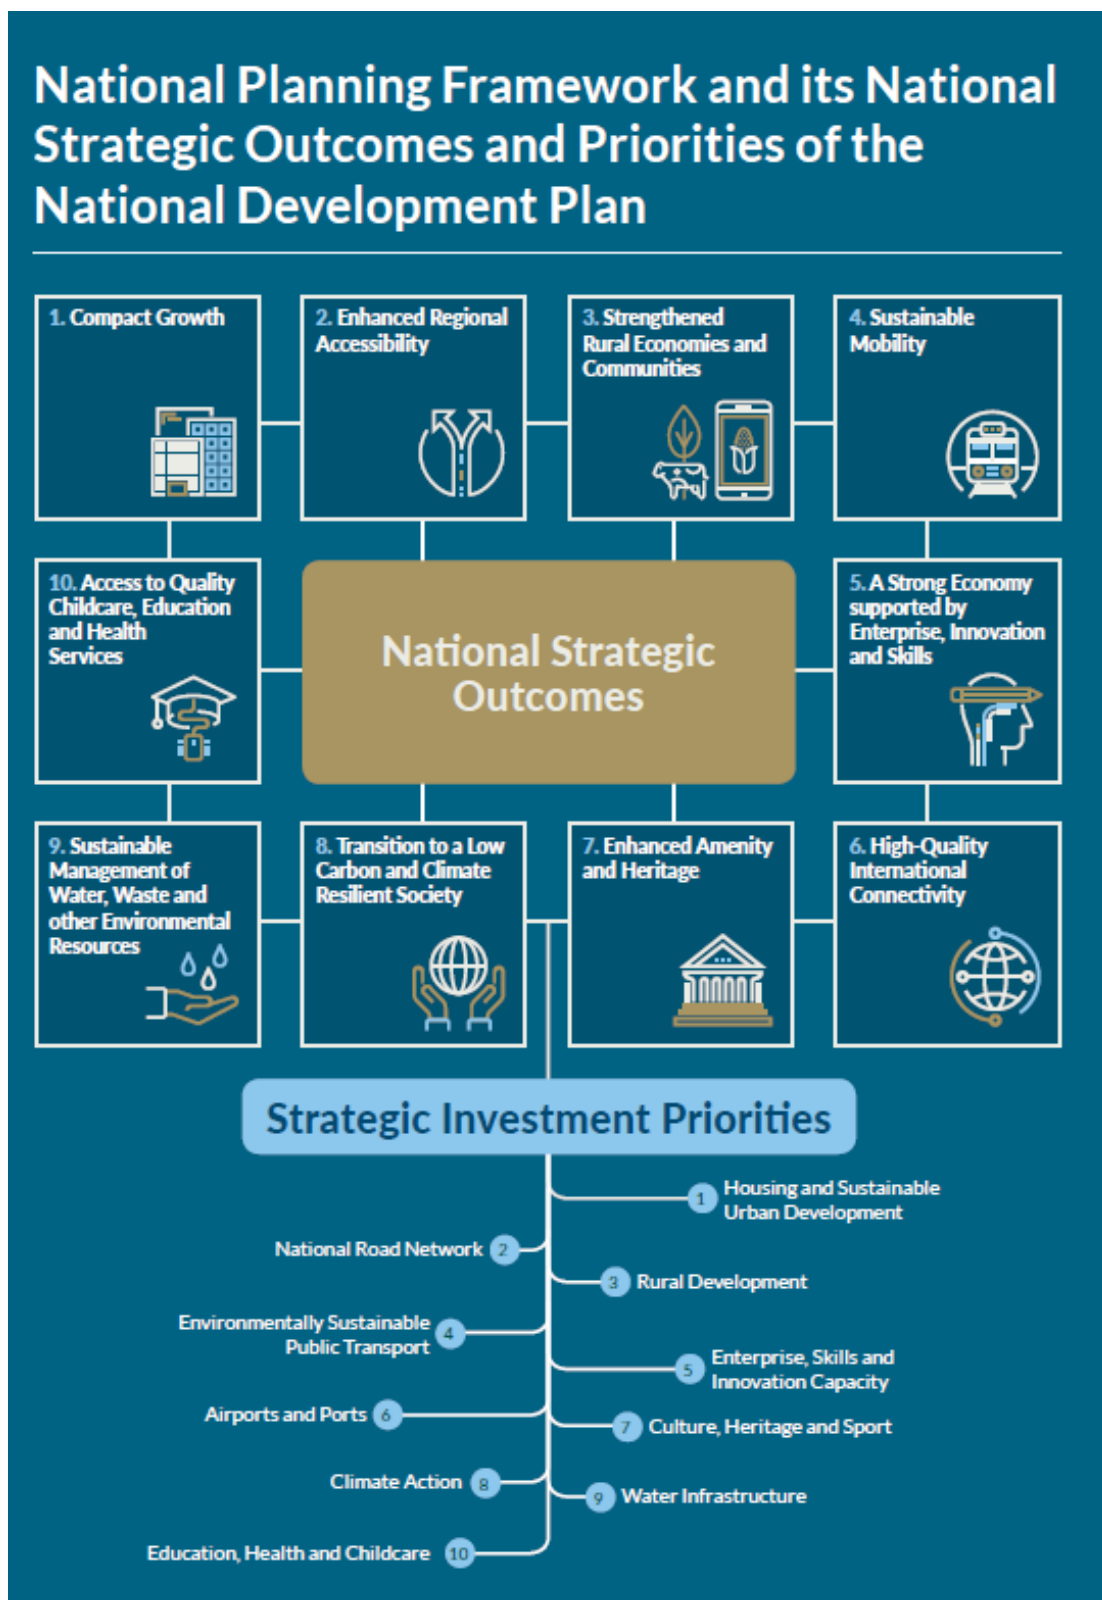 National Planning Framework and its National
Strategic Outcomes and Priorities of the
National Development Plan
1. Compact Growth
2. Enhanced Regional
Accessibility
3. Strengthened
Rural Economies and
Communities
4. Sustainable
Mobility
10. Access to Quality
Childcare, Education
and Health
Services
National Strategic
Outcomes
5. A Strong Economy
supported by
Enterprise, Innovation
and Skills
9. Sustainable
Management of
Water, Waste and
other Environmental
Resources
8. Transition to a Low
Carbon and Climate
Resilient Society
7. Enhanced Amenity
and Heritage
6. High-Quality
International
Connectivity
Strategic Investment Priorities
1 Housing and Sustainable
Urban Development
National Road Network 2
3 Rural Development
Environmentally Sustainable
Public Transport 4
5 Enterprise, Skills and
Innovation Capacity
Airports and Ports 6
7 Culture, Heritage and Sport
Climate Action 8
9 Water Infrastructure
Education, Health and Childcare 10